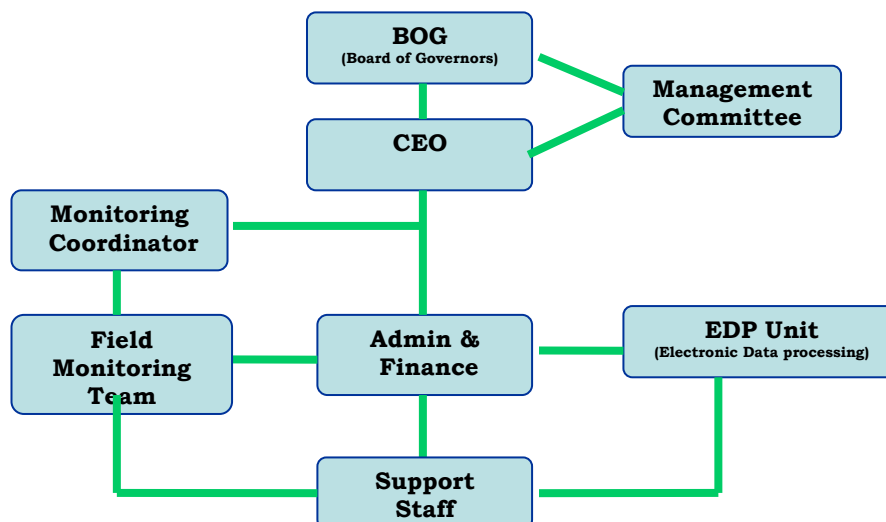 BOG
(Board of Governors)
Management
Committee
CEO
Monitoring
Coordinator
Field
Monitoring
Team
Admin &
Finance
EDP Unit
(Electronic Data processing)
Support
Staff